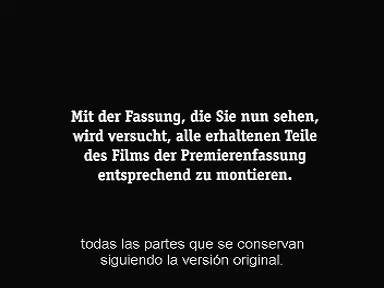 Mit der Fassung, die Sie nun sehen,
wird versucht, alle erhaltenen Teile
des Films der Premierenfassung
entsprechend zu montieren.
todas las partes que se conservan
siguiendo la versión original.